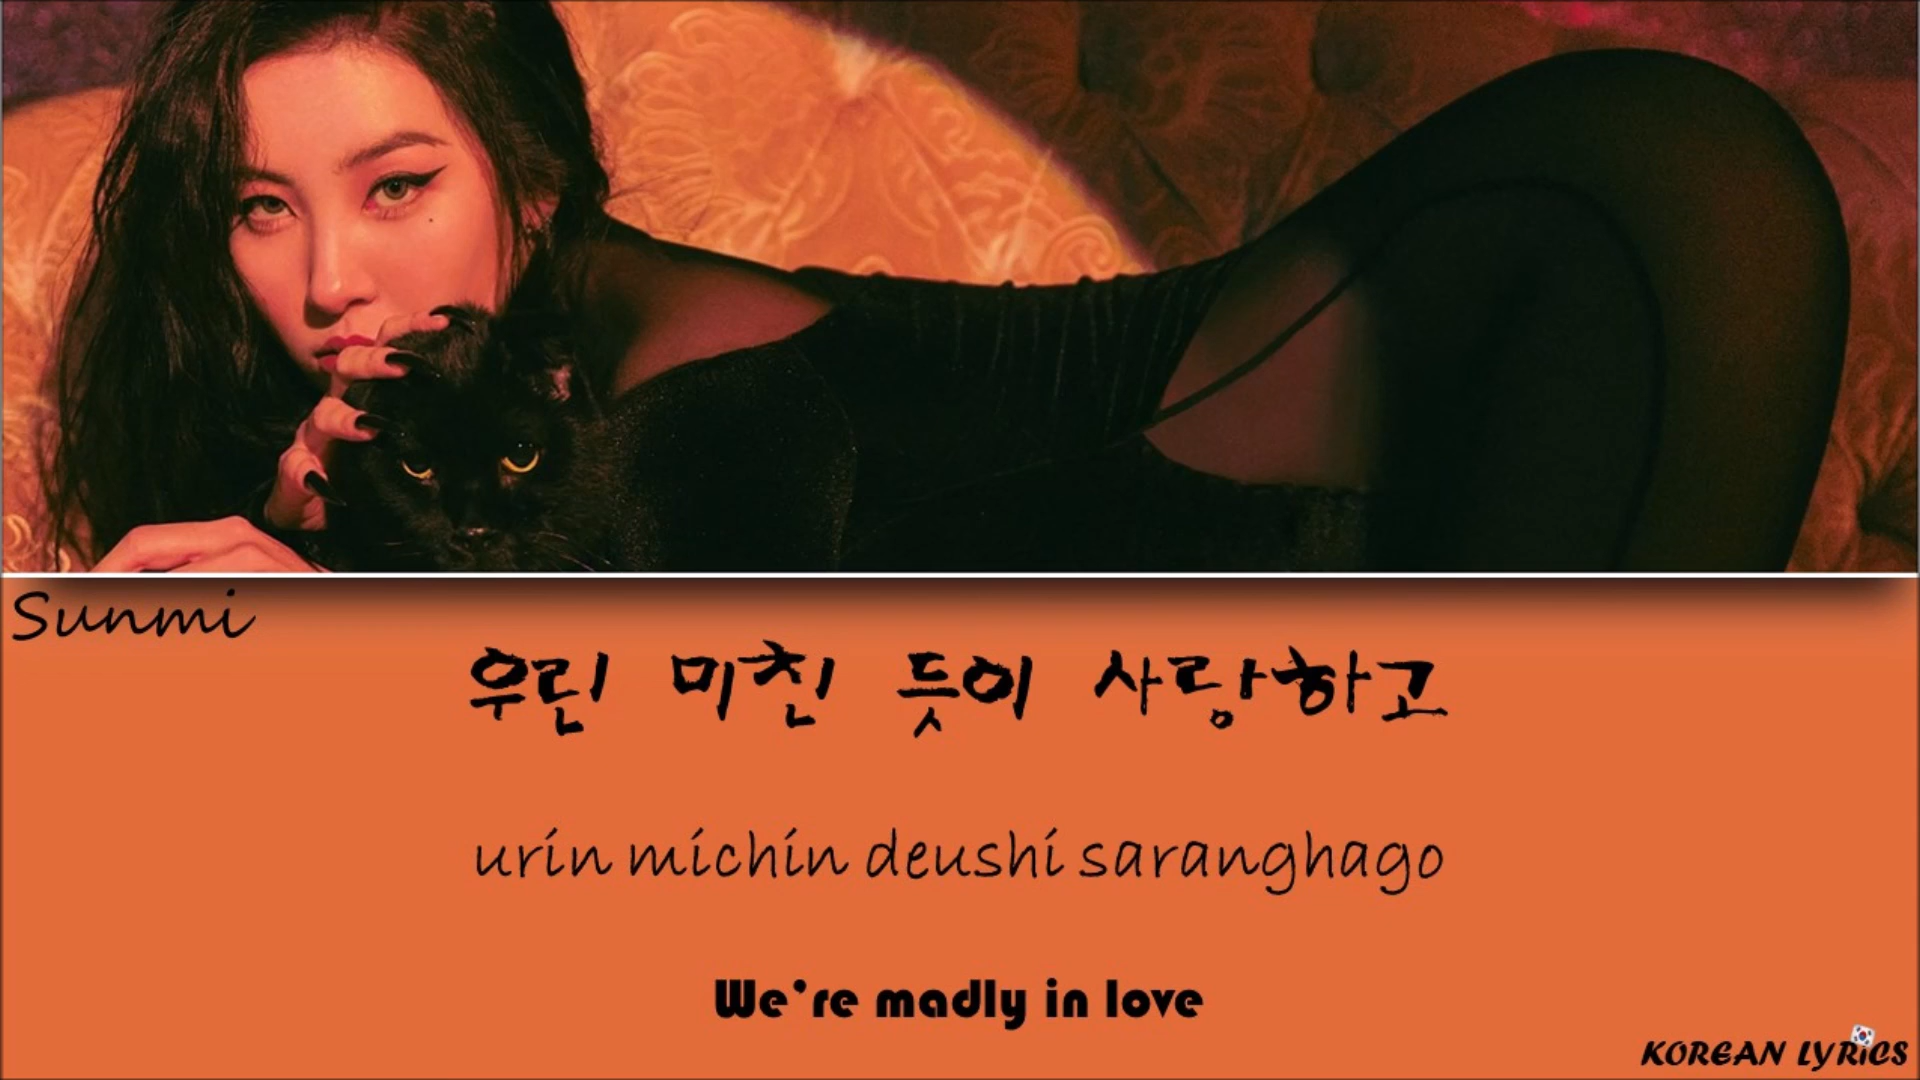 Sunmi
우린 미친 듯이 사랑하고
urin michin deushi saranghago
We're madly in love
KOREAN LYRICS